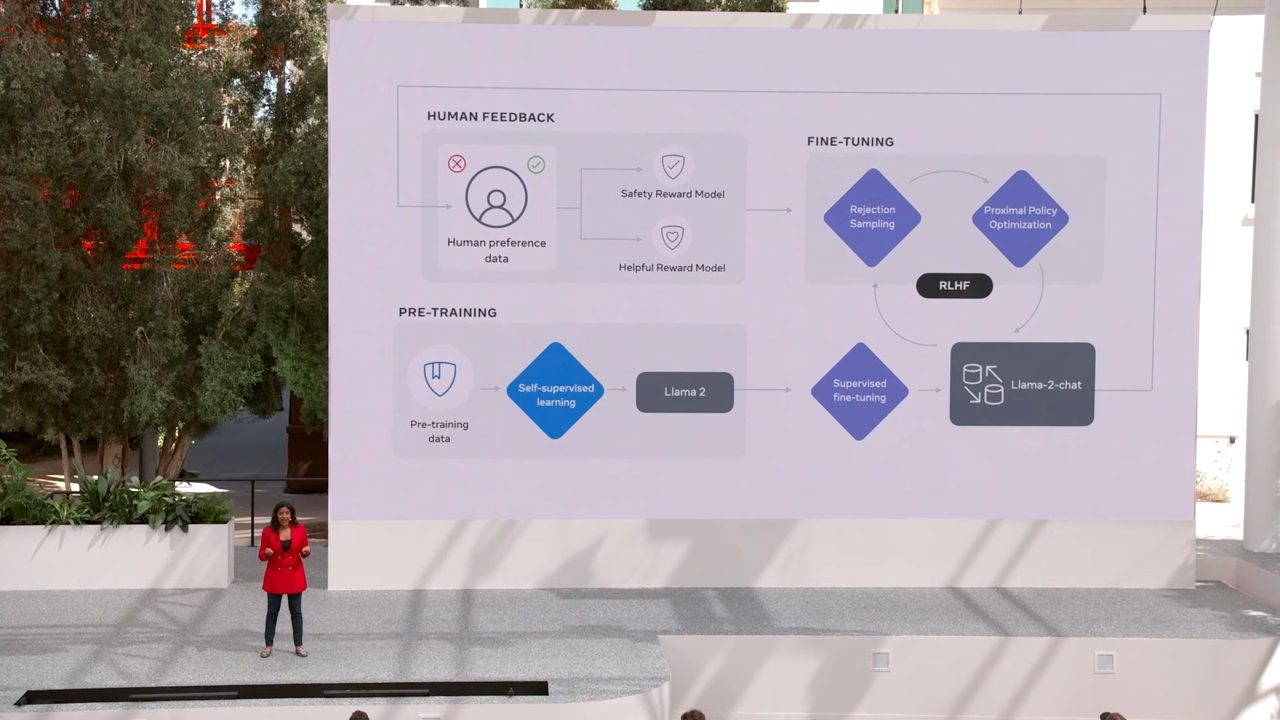 HUMAN FEEDBACK
Human preference
data
Safety Reward Model
Helpful Reward Model
FINE-TUNING
Rejection
Sampling
Proximal Policy
Optimization
RLHF
PRE-TRAINING
Pre-training
data
Self-supervised
learning
Llama 2
Supervised
fine-tuning
Llama-2-chat